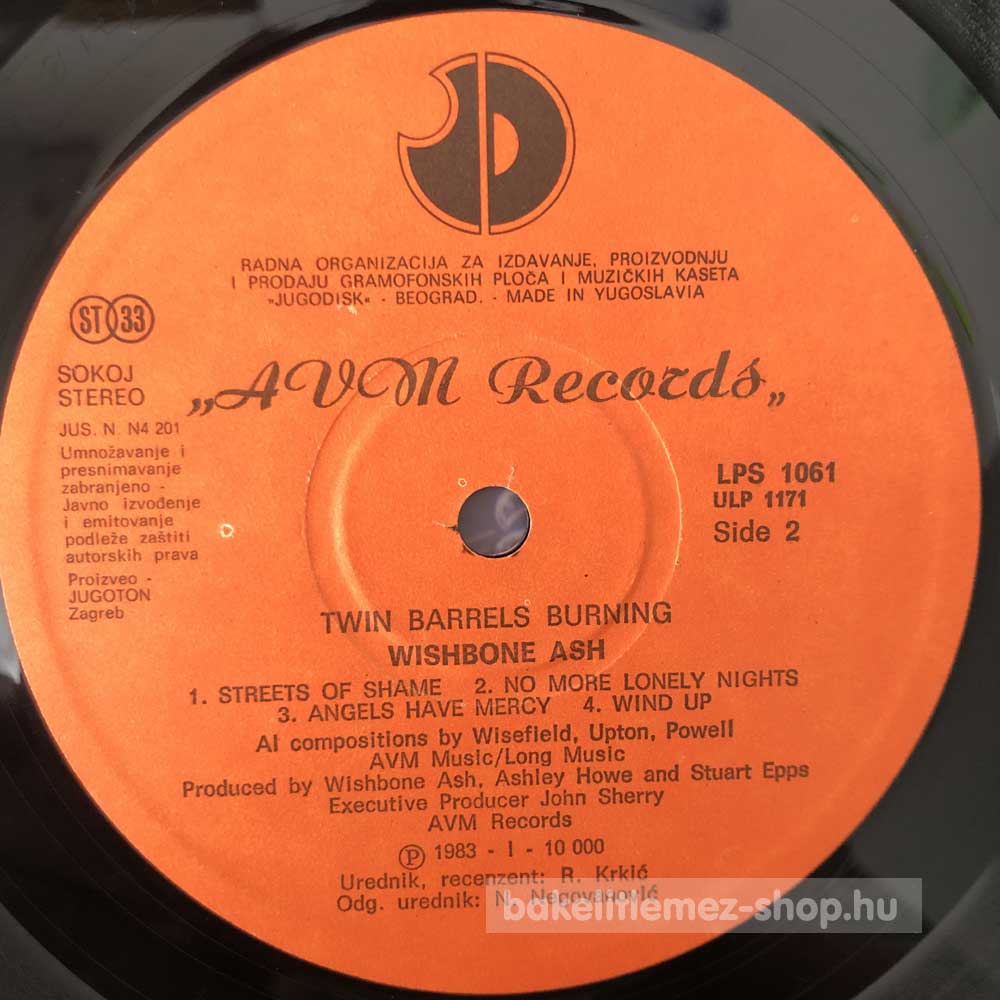 RADNA ORGANIZACIJA ZA IZDAVANJE, PROIZVODNJU
I PRODAJU GRAMOFONSKIH PLOČA I MUZIČKIH KASETA
„JUGODISK“ - BEOGRAD. - MADE IN YUGOSLAVIA
ST 33
SOKOJ
STEREO
„AVM Records„
JUS. N. N4 201
Umnožavanje i
presnimavanje
zabranjeno -
Javno izvođenje
i emitovanje
podleže zaštiti
autorskih prava
Proizveo -
JUGOTON
Zagreb
LPS 1061
ULP 1171
Side 2
TWIN BARRELS BURNING
WISHBONE ASH
1. STREETS OF SHAME 2. NO MORE LONELY NIGHTS
3. ANGELS HAVE MERCY 4. WIND UP
Al compositions by Wisefield, Upton, Powell
AVM Music/Long Music
Produced by Wishbone Ash, Ashley Howe and Stuart Epps
Executive Producer John Sherry
AVM Records
Ⓟ 1983 - I - 10 000
Urednik, recenzent: R. Krkić
Odg. urednik: N. Negovanović
bakelitlemez-shop.hu